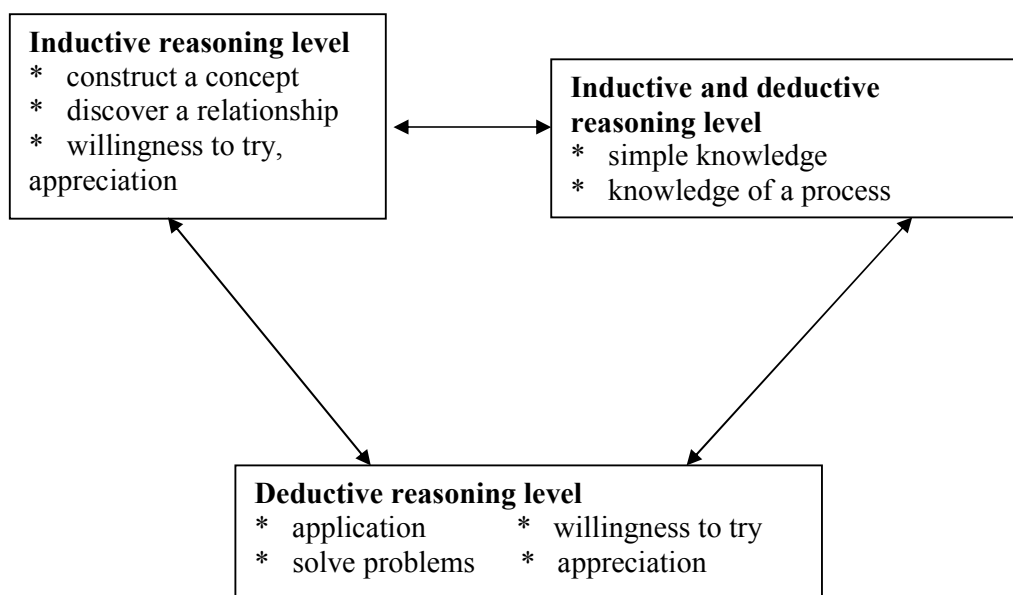 Inductive reasoning level
* construct a concept
* discover a relationship
* willingness to try,
appreciation
Inductive and deductive
reasoning level
* simple knowledge
* knowledge of a process
Deductive reasoning level
* application * willingness to try
* solve problems * appreciation